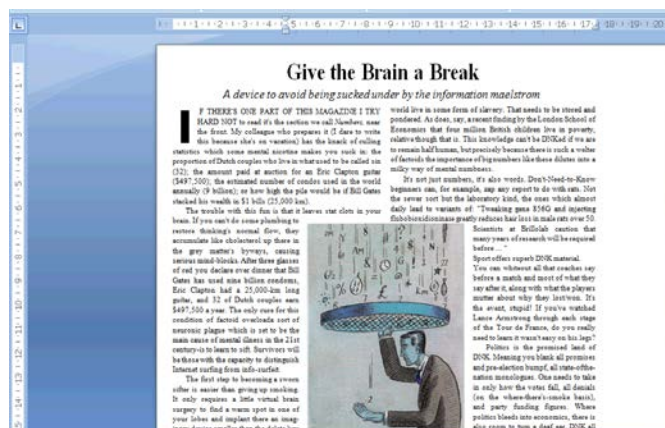 Give the Brain a Break
A device to avoid being sucked under by the information maelstrom
IF THERE'S ONE PART OF THIS MAGAZINE I TRY
HARD NOT to read it's the section we call Numbers, near
the front. My colleague who prepares it (I dare to write
this because she's on vacation) has the knack of culling
statistics which some mental nicotine makes you suck in: the
proportion of Dutch couples who live in what used to be called sin
(32); the amount paid at auction for an Eric Clapton guitar
($497,500); the estimated number of condos used in the world
annually (9 billion); or how high the pile would be if Bill Gates
stacked his wealth in $1 bills (25,000 km).
The trouble with this fun is that it leaves stat clots in your
brain. If you can't do some plumbing to
restore thinking's normal flow, they
accumulate like cholesterol up there in
the grey matter's byways, causing
serious mind-blocks. After three glasses
of red you declare over dinner that Bill
Gates has used nine billion condoms,
Eric Clapton had a 25,000-km long
guitar, and 32 of Dutch couples earn
$497,500 a year. The only cure for this
condition of factoid overloads sort of
neuronic plague which is set to be the
main cause of mental illness in the 21st
century-is to learn to sift. Survivors will
be those with the capacity to distinguish
Internet surfing from info-surfeit.
The first step to becoming a sworn
sifter is easier than giving up smoking.
It only requires a little virtual brain
surgery to find a warm spot in one of
your lobes and implant there an imag-
world live in some form of slavery. That needs to be stored and
pondered. As does, say, a recent finding by the London School of
Economics that four million British children live in poverty,
relative though that is. This knowledge can't be DNKed if we are
to remain half human, but precisely because there is such a welter
of factoids the importance of big numbers like these dilutes into a
milky way of mental numbness.
It's not just numbers, it's also words. Don't-Need-to-Know
beginners can, for example, zap any report to do with rats. Not
the sewer sort but the laboratory kind, the ones which almost
daily lead to variants of: "Tweaking gene 856G and injecting
greatly reduces hair loss in male rats over 50.
Scientists at Brillolab caution that
many years of research will be required
before ... "
Sport offers superb DNK material.
You can whiteout all that coaches say
before a match and most of what they
say after it, along with what the players
mutter about why they lost/won. It's
the event, stupid! If you've watched
Lance Armstrong through each stage
of the Tour de France, do you really
need to learn it wasn't easy on his legs?
Politics is the promised land of
DNK. Meaning you blank all promises
and pre-election bumpf, all state-of-the-
nation monologues. One needs to take
in only how the votes fall, all denials
(on the where-there's-smoke basis),
and party funding figures. Where
politics bleeds into economics, there is
also room to turn a deaf ear. DNK all